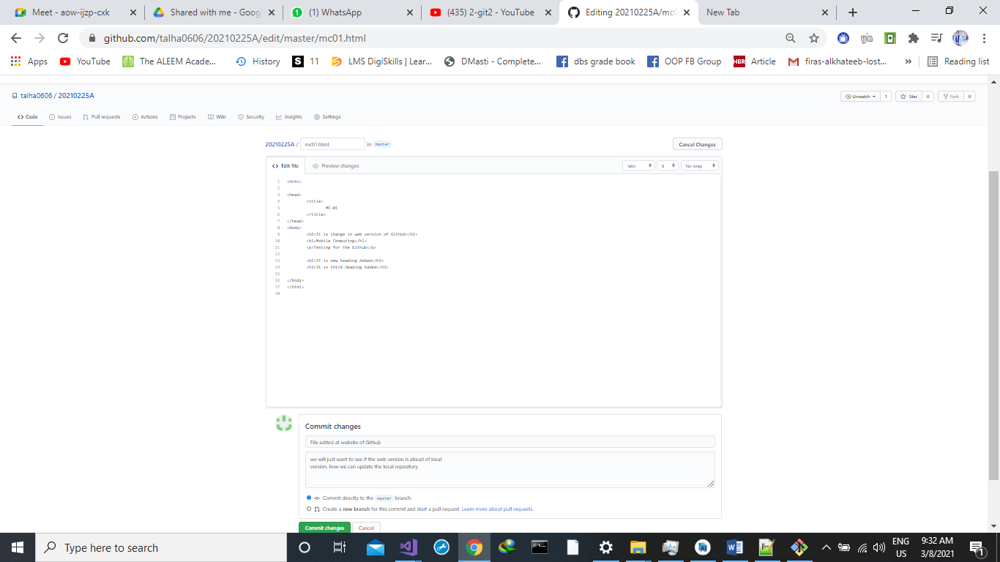 Meet - aow-ijzp-cxk
Shared with me - Goog
(1) WhatsApp
(435) 2-git2 - YouTube
Editing 20210225A/mc0
New Tab
github.com/talha0606/20210225A/edit/master/mc01.html
Apps
YouTube
The ALEEM Acade...
History
S 11
LMS DigiSkills | Lear...
DMasti - Complete...
dbs grade book
OOP FB Group
HBR Article
firas-alkhateeb-lost...
»
Reading list
talha0606 / 20210225A
Unwatch 1
Star 0
Fork 0
<> Code
Issues
Pull requests
Actions
Projects
Wiki
Security
Insights
Settings
20210225A / mc01.html in master
Cancel Changes
<> Edit file
Preview changes
Tabs
8
No wrap
1 <html>
2
3 <head>
4 <title>
5 MC-01
6 </title>
7 </head>
8 <body>
9 <h2>It is change in web version of GitHub</h2>
10 <h1>Mobile Computing</h1>
11 <p>Testing for the Github</p>
12
13 <h2>It is new heading Added</h2>
14 <h3>It is third Heading Added</h3>
15
16 </body>
17 </html>
18
Commit changes
File edited at website of Github
we will just want to see if the web version is ahead of local
version, how we can update the local repository
Commit directly to the master branch.
Create a new branch for this commit and start a pull request. Learn more about pull requests.
Commit changes
Cancel
Type here to search
ENG
US
9:32 AM
3/8/2021
1